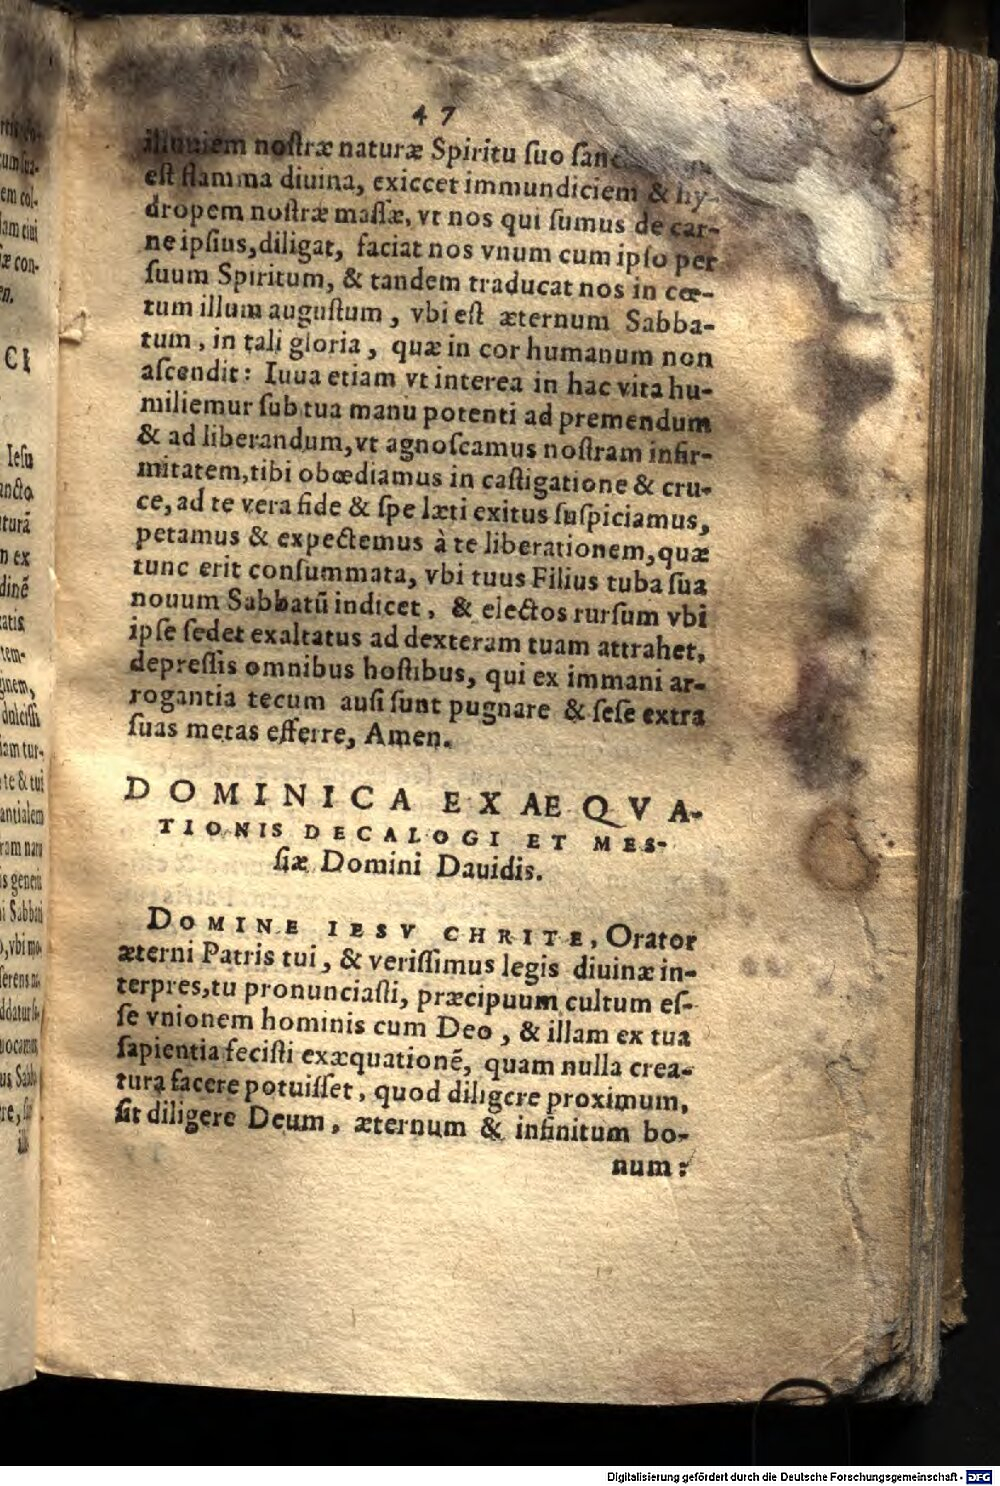 47
illuuiem nostræ naturæ Spiritu suo
est flamma diuina, exiccet immundiciem & hy-
dropem nostræ massæ, vt nos qui sumus de car-
ne ipsius, diligat, faciat nos vnum cum ipso per
suum Spiritum, & tandem traducat nos in cœ-
tum illum augustum, vbi est æternum Sabba-
tum, in tali gloria, quæ in cor humanum non
ascendit: Iuua etiam vt interea in hac vita hu-
miliemur sub tua manu potenti ad premendum
& ad liberandum, vt agnoscamus nostram infir-
mitatem, tibi obœdiamus in castigatione & cru-
ce, ad te vera fide & spe læti exitus suspiciamus,
petamus & expectemus à te liberationem, quæ
tunc erit consummata, vbi tuus Filius tuba sua
nouum Sabbatũ indicet, & electos rursum vbi
ipse sedet exaltatus ad dexteram tuam attrahet,
depressis omnibus hostibus, qui ex immani ar-
rogantia tecum ausi sunt pugnare & sese extra
suas metas efferre, Amen.
DOMINICA EXAEQVA-
TIONIS DECALOGI ET MES-
siæ Domini Dauidis.
DOMINE IESV CHRITE, Orator
æterni Patris tui, & verissimus legis diuinæ in-
terpres, tu pronunciasti, præcipuum cultum es-
se vnionem hominis cum Deo, & illam ex tua
sapientia fecisti exæquationẽ, quam nulla crea-
tura facere potuisset, quod diligere proximum,
sit diligere Deum, æternum & infinitum bo-
num:
Digitalisierung gefördert durch die Deutsche Forschungsgemeinschaft - DFG